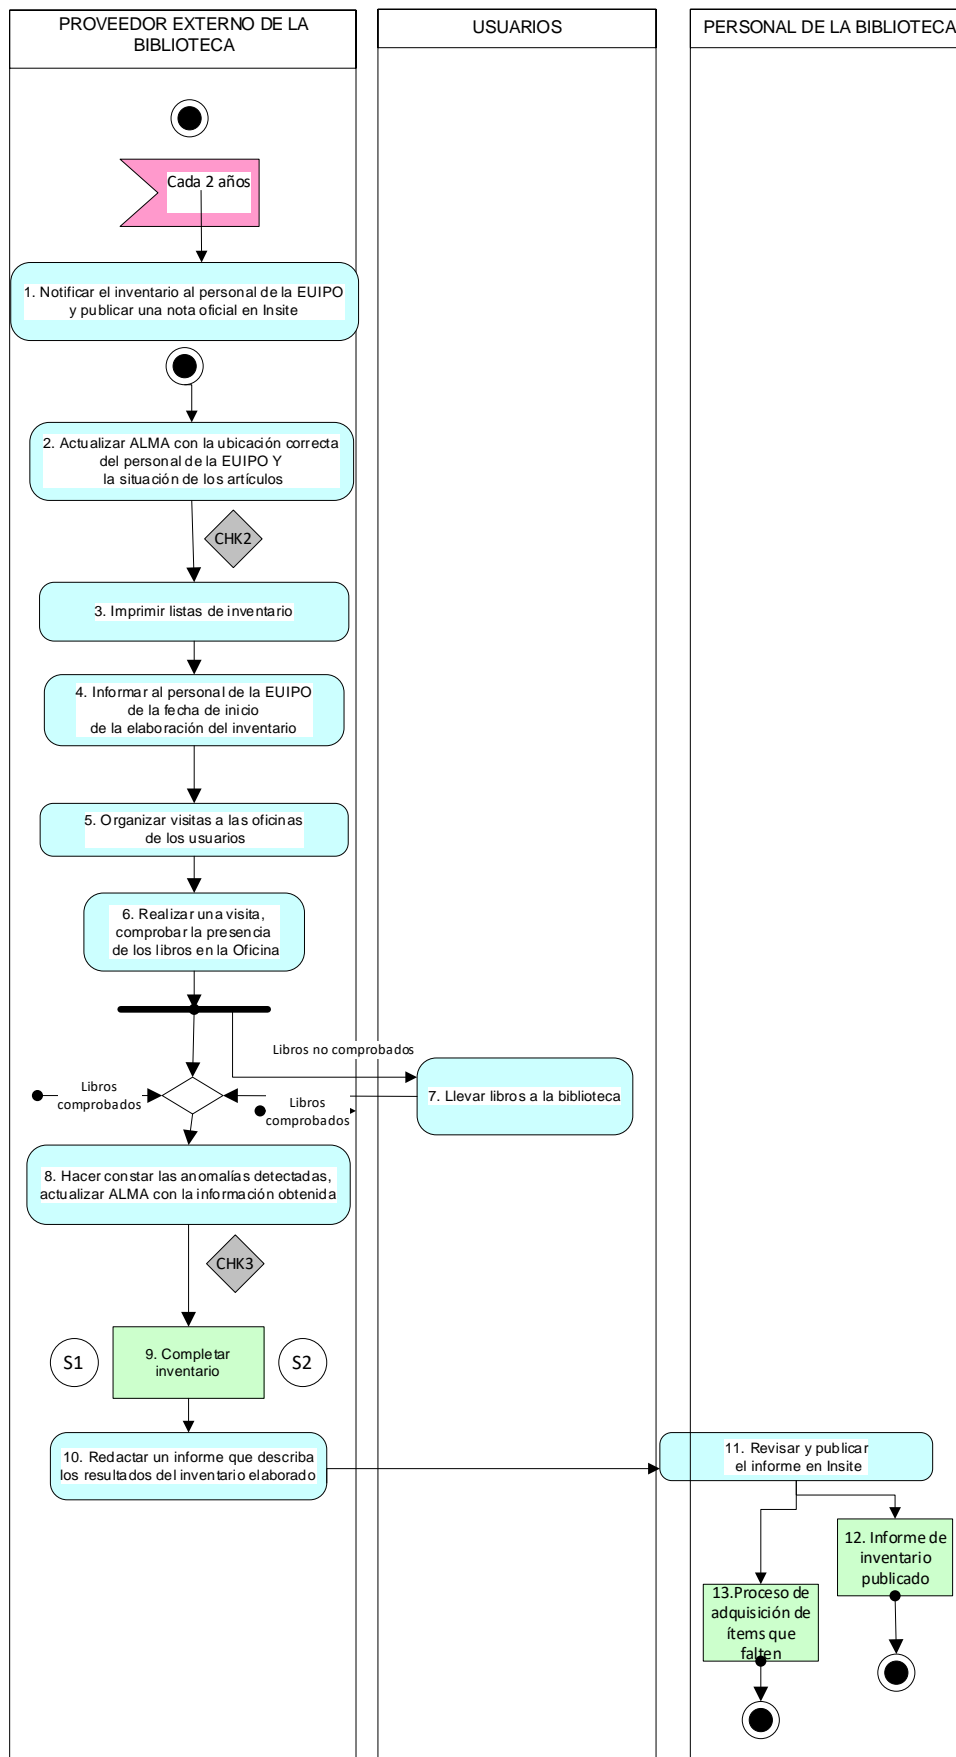 PROVEEDOR EXTERNO DE LA
BIBLIOTECA
USUARIOS
PERSONAL DE LA BIBLIOTECA
Cada 2 años
1. Notificar el inventario al personal de la EUIPO
y publicar una nota oficial en Insite
2. Actualizar ALMA con la ubicación correcta
del personal de la EUIPO Y
la situación de los artículos
CHK2
3. Imprimir listas de inventario
4. Informar al personal de la EUIPO
de la fecha de inicio
de la elaboración del inventario
5. Organizar visitas a las oficinas
de los usuarios
6. Realizar una visita,
comprobar la presencia
de los libros en la Oficina
Libros no comprobados
Libros
comprobados
Libros
comprobados
7. Llevar libros a la biblioteca
8. Hacer constar las anomalías detectadas,
actualizar ALMA con la información obtenida
CHK3
S1
9. Completar
inventario
S2
10. Redactar un informe que describa
los resultados del inventario elaborado
11. Revisar y publicar
el informe en Insite
12. Informe de
inventario
publicado
13.Proceso de
adquisición de
ítems que
falten